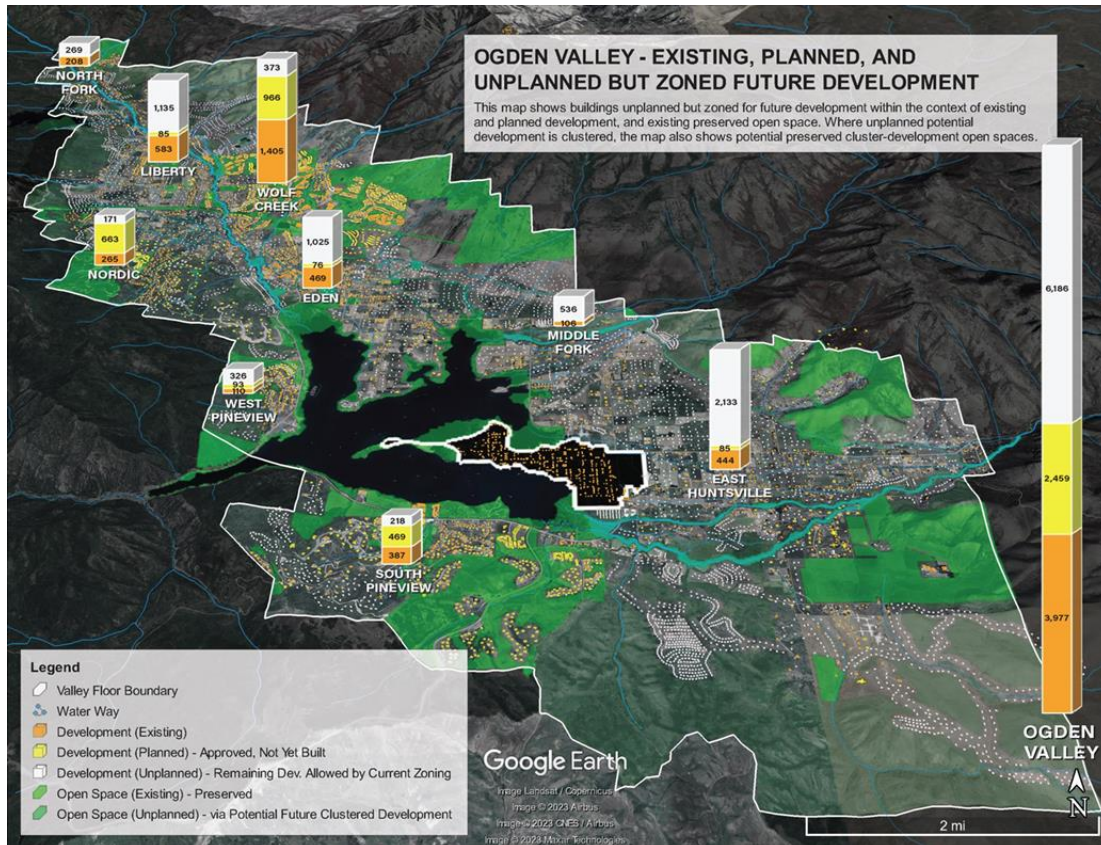 OGDEN VALLEY - EXISTING, PLANNED, AND
UNPLANNED BUT ZONED FUTURE DEVELOPMENT
This map shows buildings unplanned but zoned for future development within the context of existing
and planned development, and existing preserved open space. Where unplanned potential
development is clustered, the map also shows potential preserved cluster-development open spaces.
269
208
NORTH
FORK
1,135
85
583
LIBERTY
373
966
1,405
WOLF
CREEK
171
663
265
NORDIC
1,025
76
469
EDEN
536
106
MIDDLE
FORK
326
93
110
WEST
PINEVIEW
2,133
85
444
EAST
HUNTSVILLE
218
469
387
SOUTH
PINEVIEW
6,186
2,459
3,977
OGDEN
VALLEY
N
2 mi
Legend
Valley Floor Boundary
Water Way
Development (Existing)
Development (Planned) - Approved, Not Yet Built
Development (Unplanned) - Remaining Dev. Allowed by Current Zoning
Open Space (Existing) - Preserved
Open Space (Unplanned) - via Potential Future Clustered Development
Google Earth
Image Landsat / Copernicus
Image © 2023 Airbus
Image © 2023 CNES / Airbus
Image © 2023 Maxar Technologies